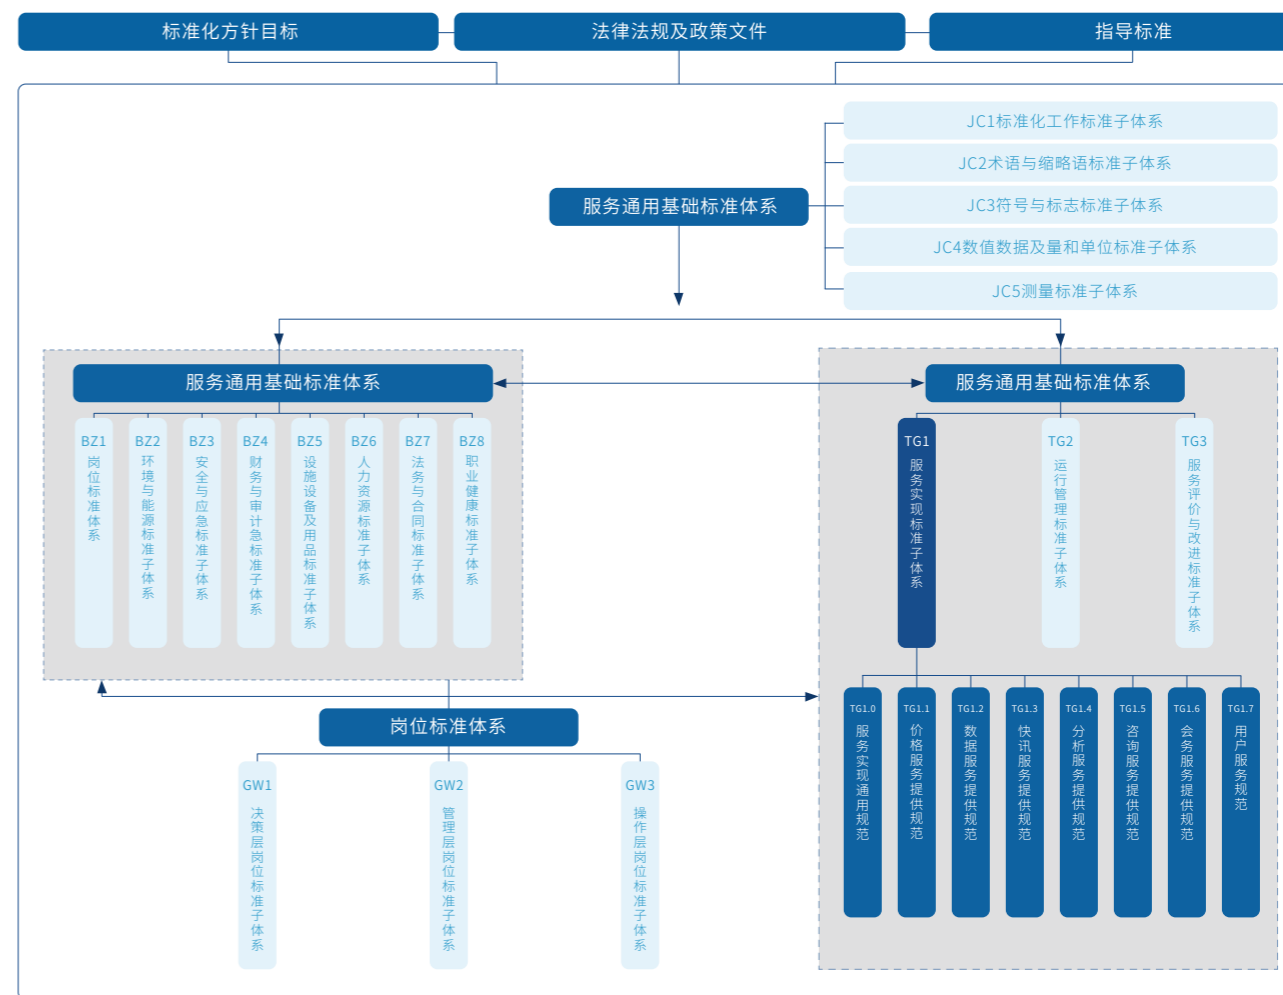 标准化方针目标
法律法规及政策文件
指导标准
JC1标准化工作标准子体系
JC2术语与缩略语标准子体系
服务通用基础标准体系
JC3符号与标志标准子体系
JC4数值数据及量和单位标准子体系
JC5测量标准子体系
服务通用基础标准体系
服务通用基础标准体系
BZ1
岗位标准体系
BZ2
环境与能源标准子体系
BZ3
安全与应急标准子体系
BZ4
财务与审计急标准子体系
BZ5
设施设备及用品标准子体系
BZ6
人力资源标准子体系
BZ7
法务与合同标准子体系
BZ8
职业健康标准子体系
TG1
服务实现标准子体系
TG2
运行管理标准子体系
TG3
服务评价与改进标准子体系
岗位标准体系
GW1
决策层岗位标准子体系
GW2
管理层岗位标准子体系
GW3
操作层岗位标准子体系
TG1.0
服务实现通用规范
TG1.1
价格服务提供规范
TG1.2
数据服务提供规范
TG1.3
快讯服务提供规范
TG1.4
分析服务提供规范
TG1.5
咨询服务提供规范
TG1.6
会务服务提供规范
TG1.7
用户服务规范